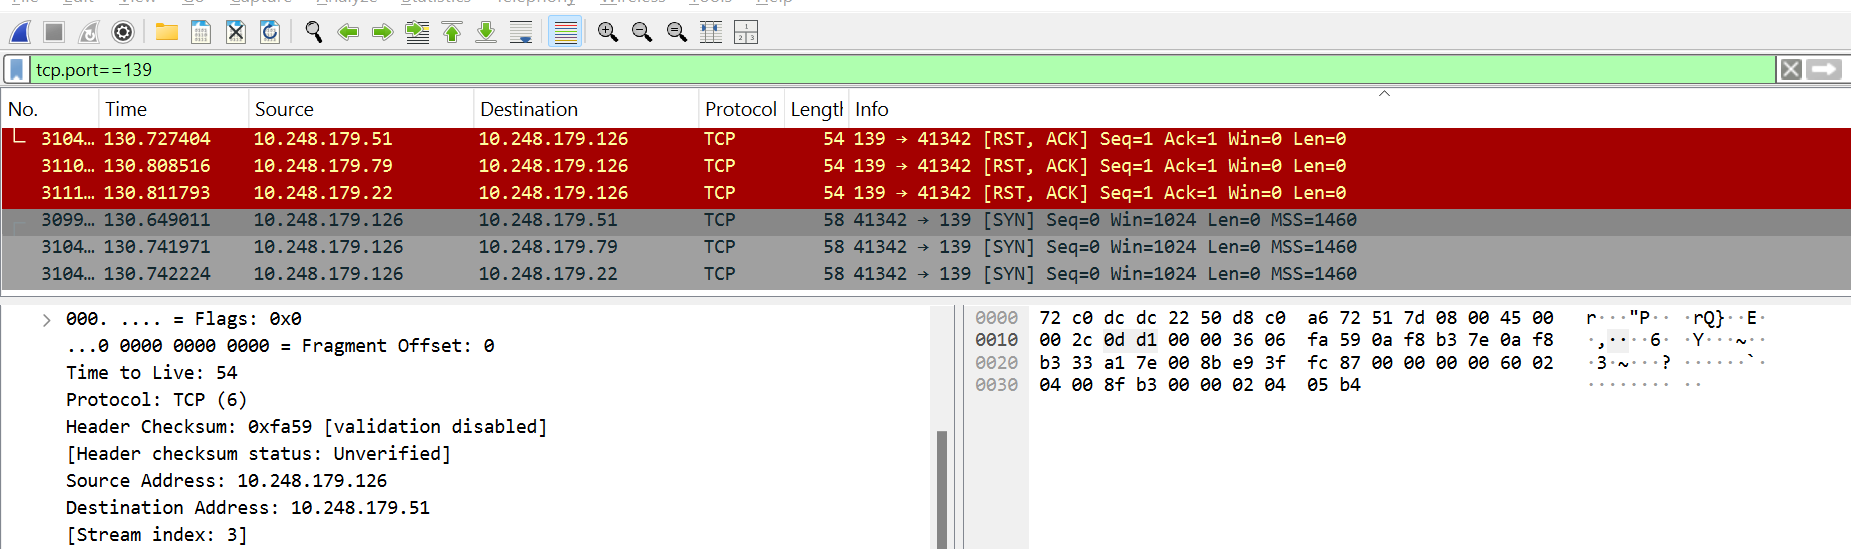 File Edit View Go Capture Analyze Statistics Telephony Wireless Tools Help
tcp.port==139
No. Time Source Destination Protocol Length Info
3104… 130.727404 10.248.179.51 10.248.179.126 TCP 54 139 → 41342 [RST, ACK] Seq=1 Ack=1 Win=0 Len=0
3110… 130.808516 10.248.179.79 10.248.179.126 TCP 54 139 → 41342 [RST, ACK] Seq=1 Ack=1 Win=0 Len=0
3111… 130.811793 10.248.179.22 10.248.179.126 TCP 54 139 → 41342 [RST, ACK] Seq=1 Ack=1 Win=0 Len=0
3099… 130.649011 10.248.179.126 10.248.179.51 TCP 58 41342 → 139 [SYN] Seq=0 Win=1024 Len=0 MSS=1460
3104… 130.741971 10.248.179.126 10.248.179.79 TCP 58 41342 → 139 [SYN] Seq=0 Win=1024 Len=0 MSS=1460
3104… 130.742224 10.248.179.126 10.248.179.22 TCP 58 41342 → 139 [SYN] Seq=0 Win=1024 Len=0 MSS=1460
000. .... = Flags: 0x0
...0 0000 0000 0000 = Fragment Offset: 0
Time to Live: 54
Protocol: TCP (6)
Header Checksum: 0xfa59 [validation disabled]
[Header checksum status: Unverified]
Source Address: 10.248.179.126
Destination Address: 10.248.179.51
[Stream index: 3]
0000 72 c0 dc dc 22 50 d8 c0 a6 72 51 7d 08 00 45 00 r···"P·· ·rQ}··E·
0010 00 2c 0d d1 00 00 36 06 fa 59 0a f8 b3 7e 0a f8 ·,····6· ·Y···~··
0020 b3 33 a1 7e 00 8b e9 3f fc 87 00 00 00 00 60 02 ·3·~···? ······`·
0030 04 00 8f b3 00 00 02 04 05 b4 ········ ··